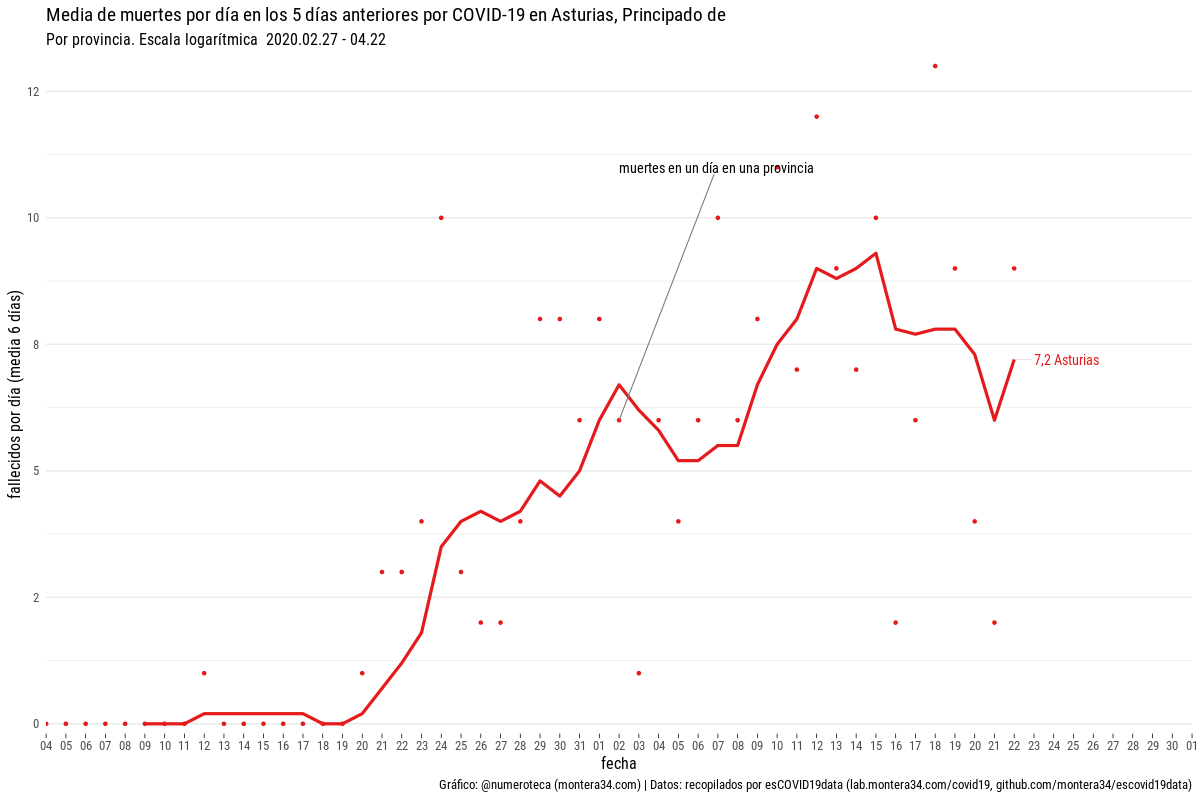 Media de muertes por día en los 5 días anteriores por COVID-19 en Asturias, Principado de
Por provincia. Escala logarítmica  2020.02.27 - 04.22
12
muertes en un día en una provincia
10
8
7,2 Asturias
5
2
0
fallecidos por día (media 6 días)
04 05 06 07 08 09 10 11 12 13 14 15 16 17 18 19 20 21 22 23 24 25 26 27 28 29 30 31 01 02 03 04 05 06 07 08 09 10 11 12 13 14 15 16 17 18 19 20 21 22 23 24 25 26 27 28 29 30 01
fecha
Gráfico: @numeroteca (montera34.com) | Datos: recopilados por esCOVID19data (lab.montera34.com/covid19, github.com/montera34/escovid19data)